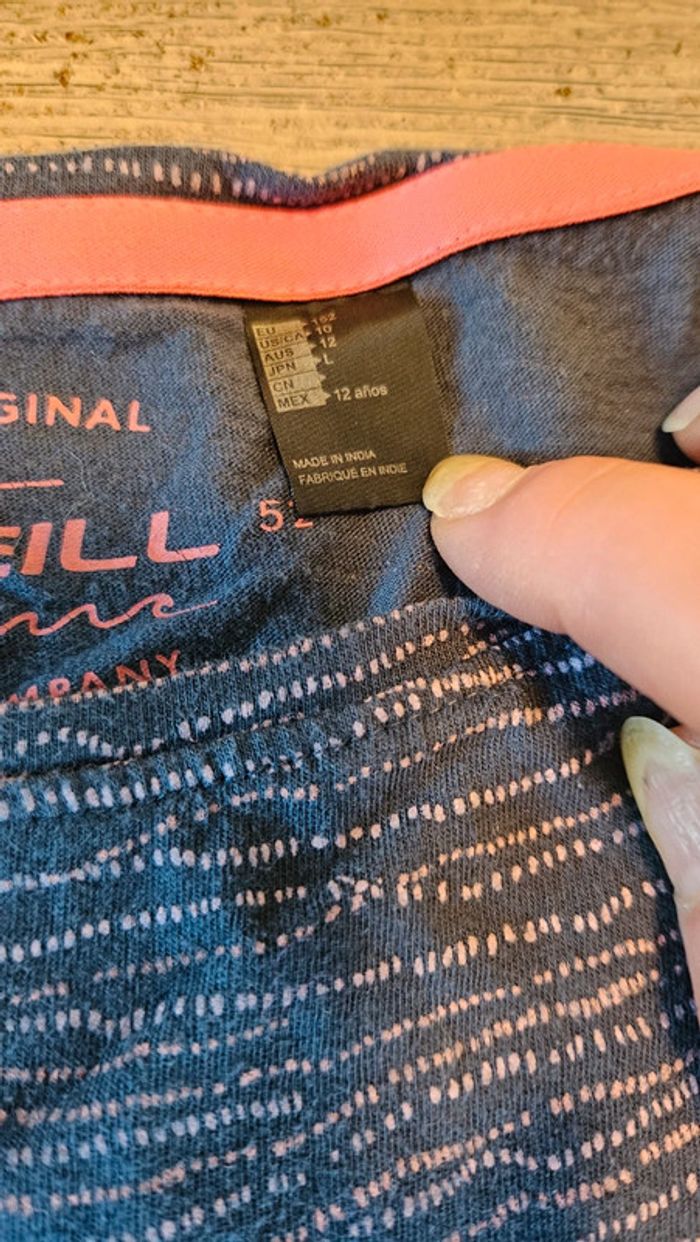 EU 152
US/CA 10
AUS 12
JPN L
CN
MEX 12 años
MADE IN INDIA
FABRIQUÉ EN INDE
GINAL
EILL
52
MPANY